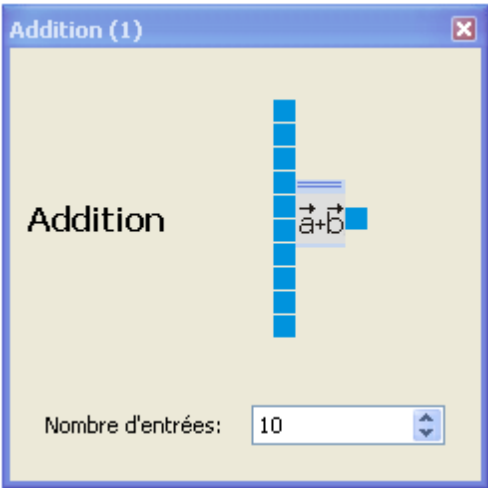 Addition (1)
Addition
a⃗+b⃗
Nombre d'entrées:
10